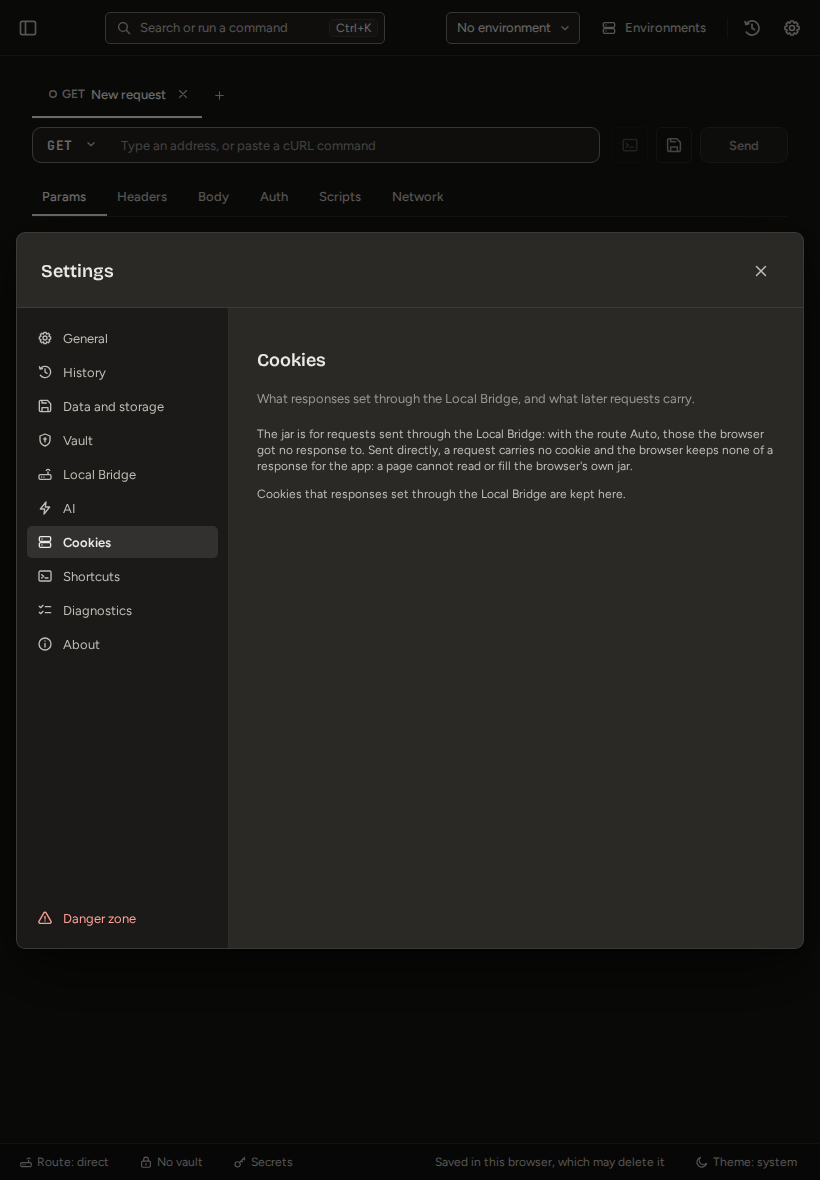 Search or run a command Ctrl+K No environment Environments
GET New request
GET Type an address, or paste a cURL command Send
Params Headers Body Auth Scripts Network
Settings
General
History
Data and storage
Vault
Local Bridge
AI
Cookies
Shortcuts
Diagnostics
About
Danger zone
Cookies
What responses set through the Local Bridge, and what later requests carry.
The jar is for requests sent through the Local Bridge: with the route Auto, those the browser
got no response to. Sent directly, a request carries no cookie and the browser keeps none of a
response for the app: a page cannot read or fill the browser's own jar.
Cookies that responses set through the Local Bridge are kept here.
Route: direct No vault Secrets Saved in this browser, which may delete it Theme: system